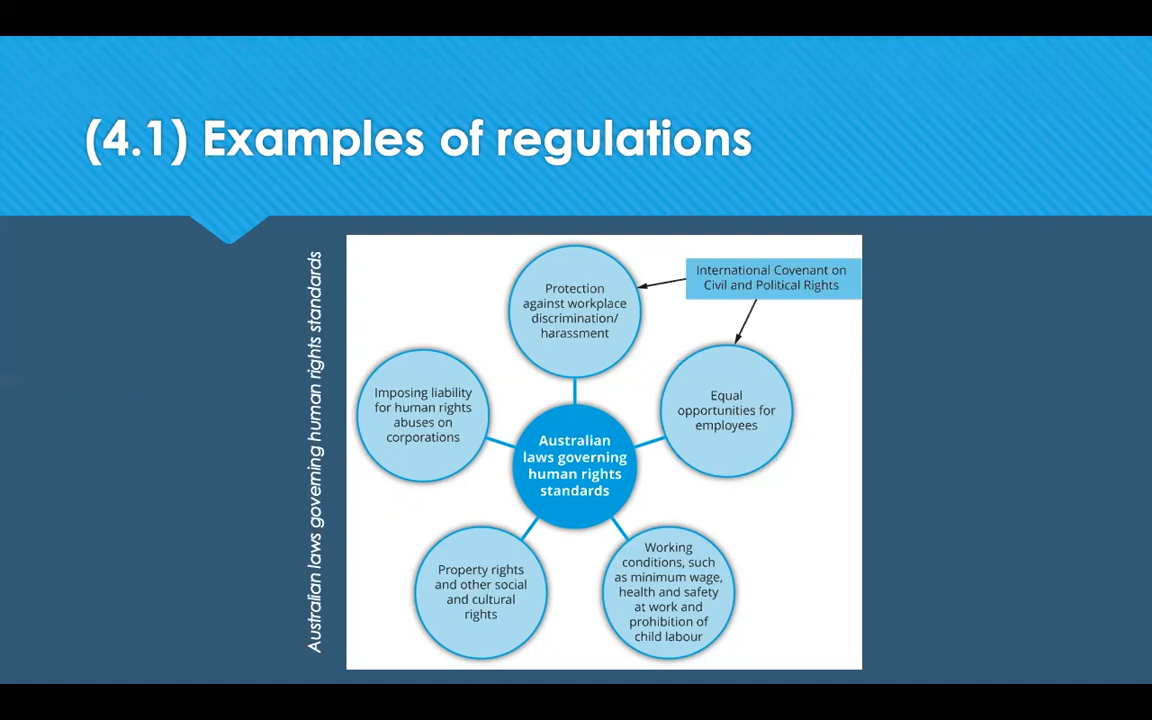 (4.1) Examples of regulations
Australian laws governing human rights standards
Protection
against workplace
discrimination/
harassment
International Covenant on
Civil and Political Rights
Imposing liability
for human rights
abuses on
corporations
Equal
opportunities for
employees
Australian
laws governing
human rights
standards
Property rights
and other social
and cultural
rights
Working
conditions, such
as minimum wage,
health and safety
at work and
prohibition of
child labour